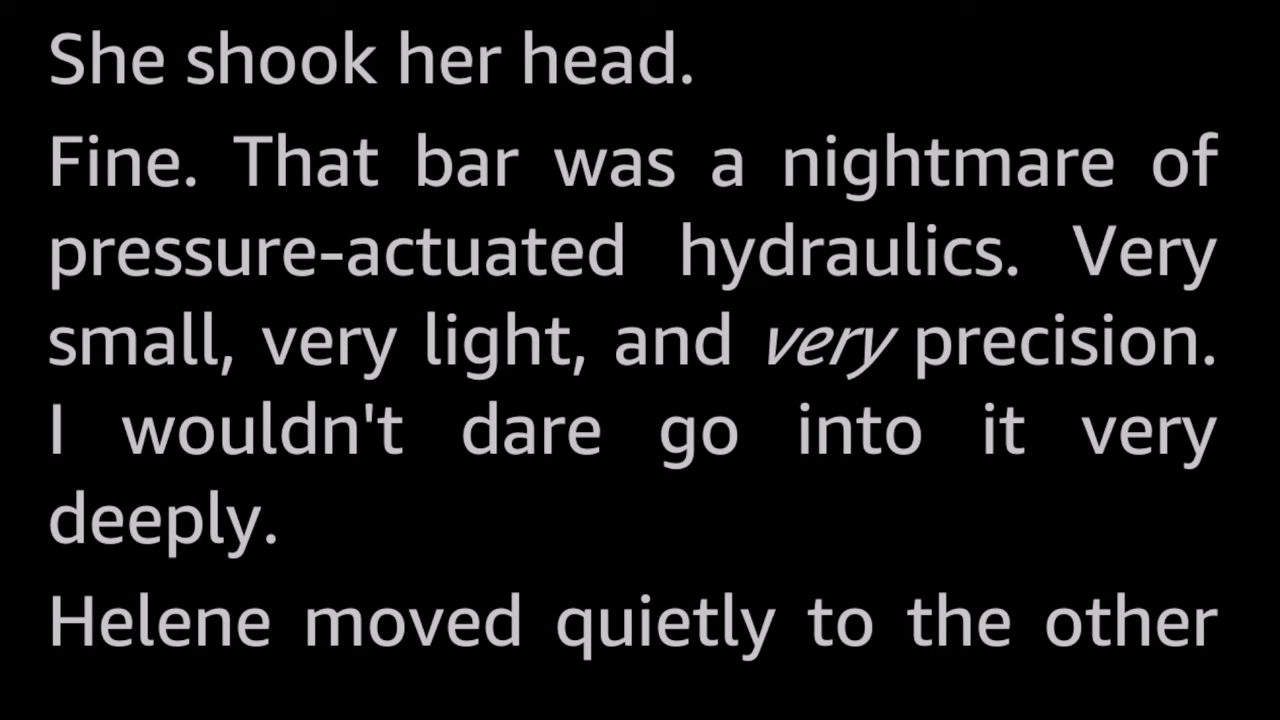 She shook her head.
Fine. That bar was a nightmare of
pressure-actuated hydraulics. Very
small, very light, and very precision.
I wouldn't dare go into it very
deeply.
Helene moved quietly to the other